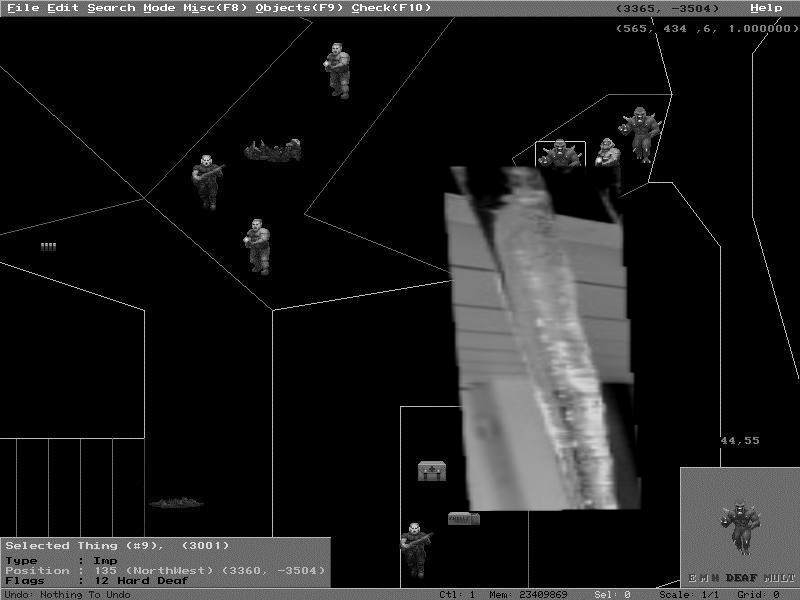 File Edit Search Mode Misc(F8) Objects(F9) Check(F10) (3365, -3504) Help
(565, 434 ,6, 1.000000)
44,55
Selected Thing (#9), (3001)
Type : Imp
Position : 135 (NorthWest) (3360, -3504)
Flags : 12 Hard Deaf
E M H DEAF MULT
Undo: Nothing To Undo Ctl: 1 Mem: 23409869 Sel: 0 Scale: 1/1 Grid: 0